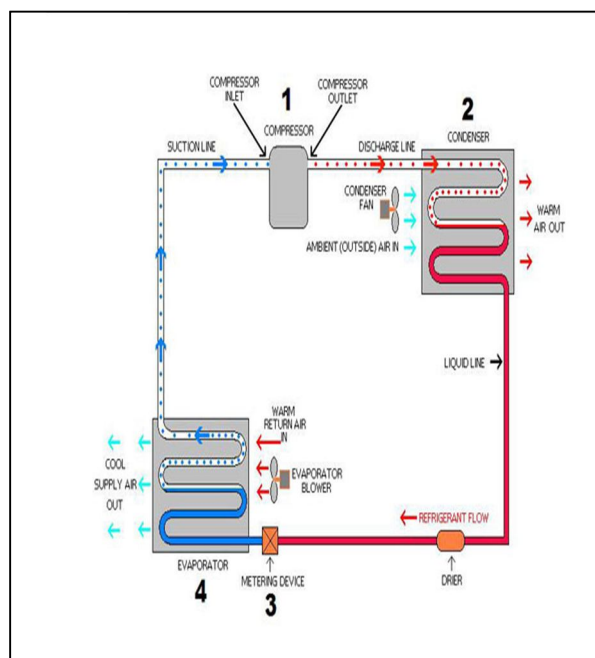 COMPRESSOR
INLET
1
COMPRESSOR
OUTLET
COMPRESSOR
2
CONDENSER
SUCTION LINE
DISCHARGE LINE
CONDENSER
FAN
WARM
AIR OUT
AMBIENT (OUTSIDE) AIR IN
LIQUID LINE
WARM
RETURN AIR
IN
COOL
SUPPLY AIR
OUT
EVAPORATOR
BLOWER
REFRIGERANT FLOW
EVAPORATOR
4
METERING DEVICE
3
DRIER